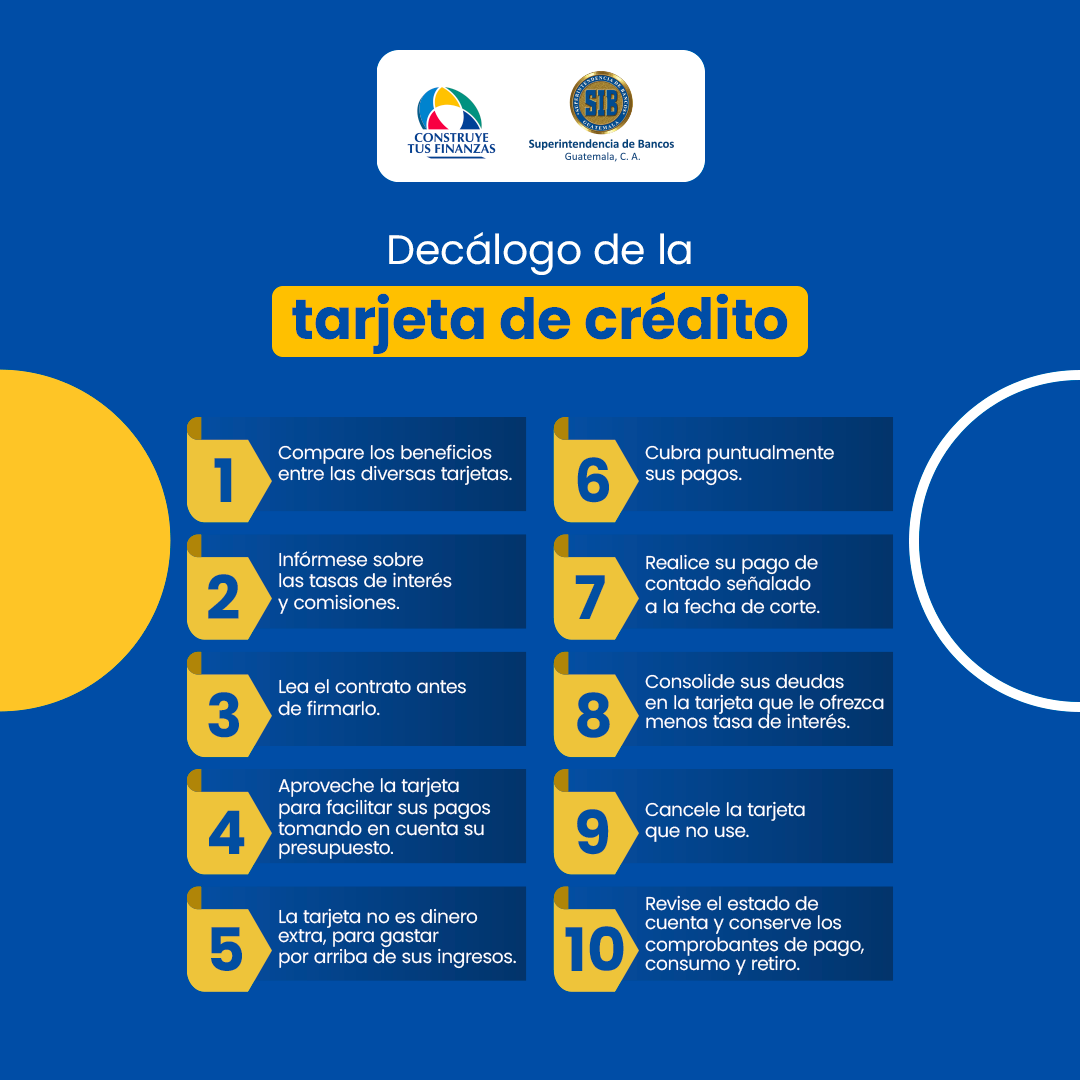 CONSTRUYE
TUS FINANZAS
SUPERINTENDENCIA DE BANCOS
SIB
GUATEMALA
Superintendencia de Bancos
Guatemala, C. A.
Decálogo de la
tarjeta de crédito
1
Compare los beneficios
entre las diversas tarjetas.
2
Infórmese sobre
las tasas de interés
y comisiones.
3
Lea el contrato antes
de firmarlo.
4
Aproveche la tarjeta
para facilitar sus pagos
tomando en cuenta su
presupuesto.
5
La tarjeta no es dinero
extra, para gastar
por arriba de sus ingresos.
6
Cubra puntualmente
sus pagos.
7
Realice su pago de
contado señalado
a la fecha de corte.
8
Consolide sus deudas
en la tarjeta que le ofrezca
menos tasa de interés.
9
Cancele la tarjeta
que no use.
10
Revise el estado de
cuenta y conserve los
comprobantes de pago,
consumo y retiro.